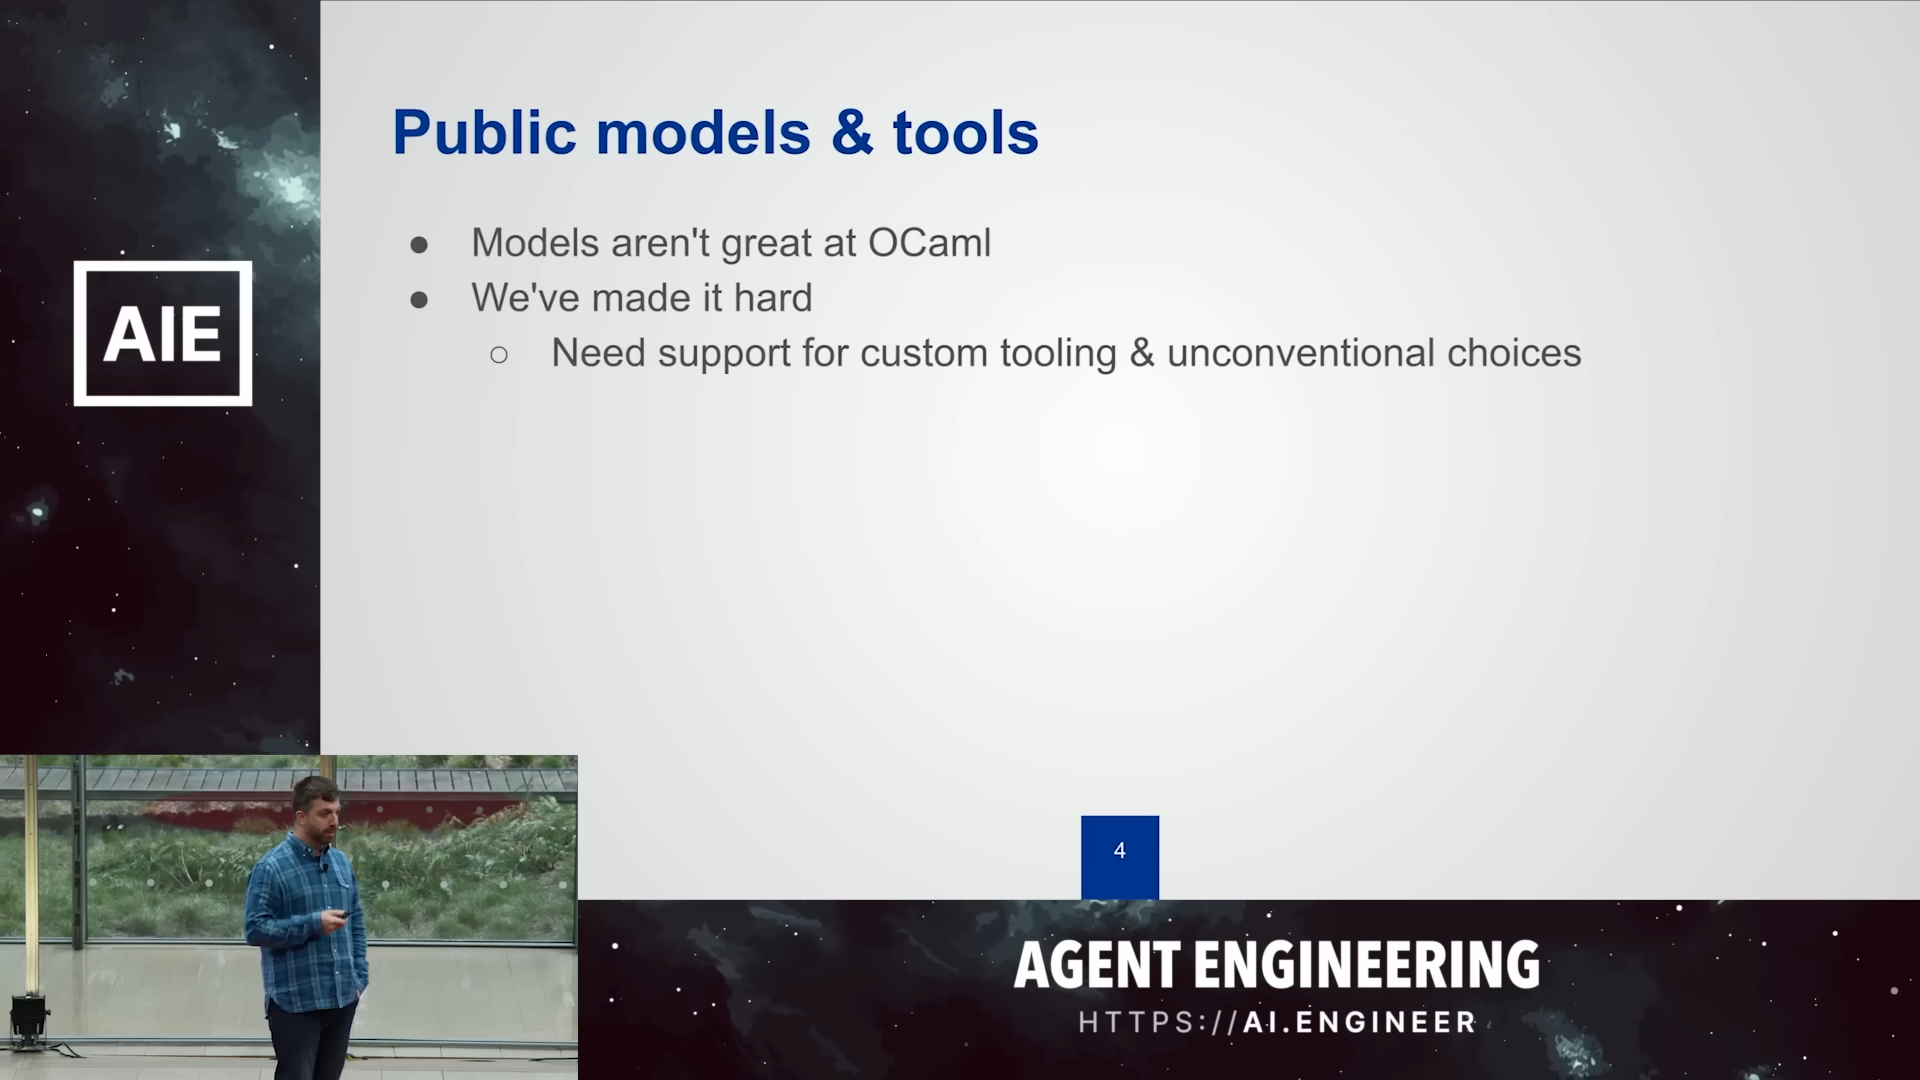 Public models & tools
● Models aren't great at OCaml
● We've made it hard
○ Need support for custom tooling & unconventional choices
AIE
4
AGENT ENGINEERING
HTTPS://AI.ENGINEER